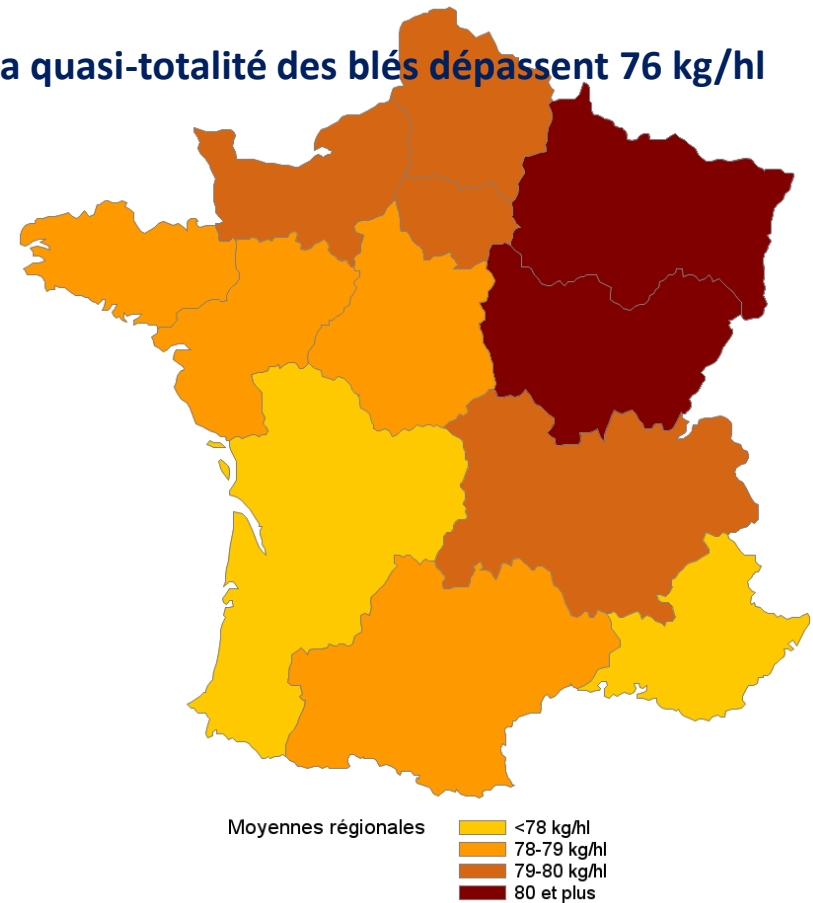 a quasi-totalité des blés dépassent 76 kg/hl
Moyennes régionales
<78 kg/hl
78-79 kg/hl
79-80 kg/hl
80 et plus